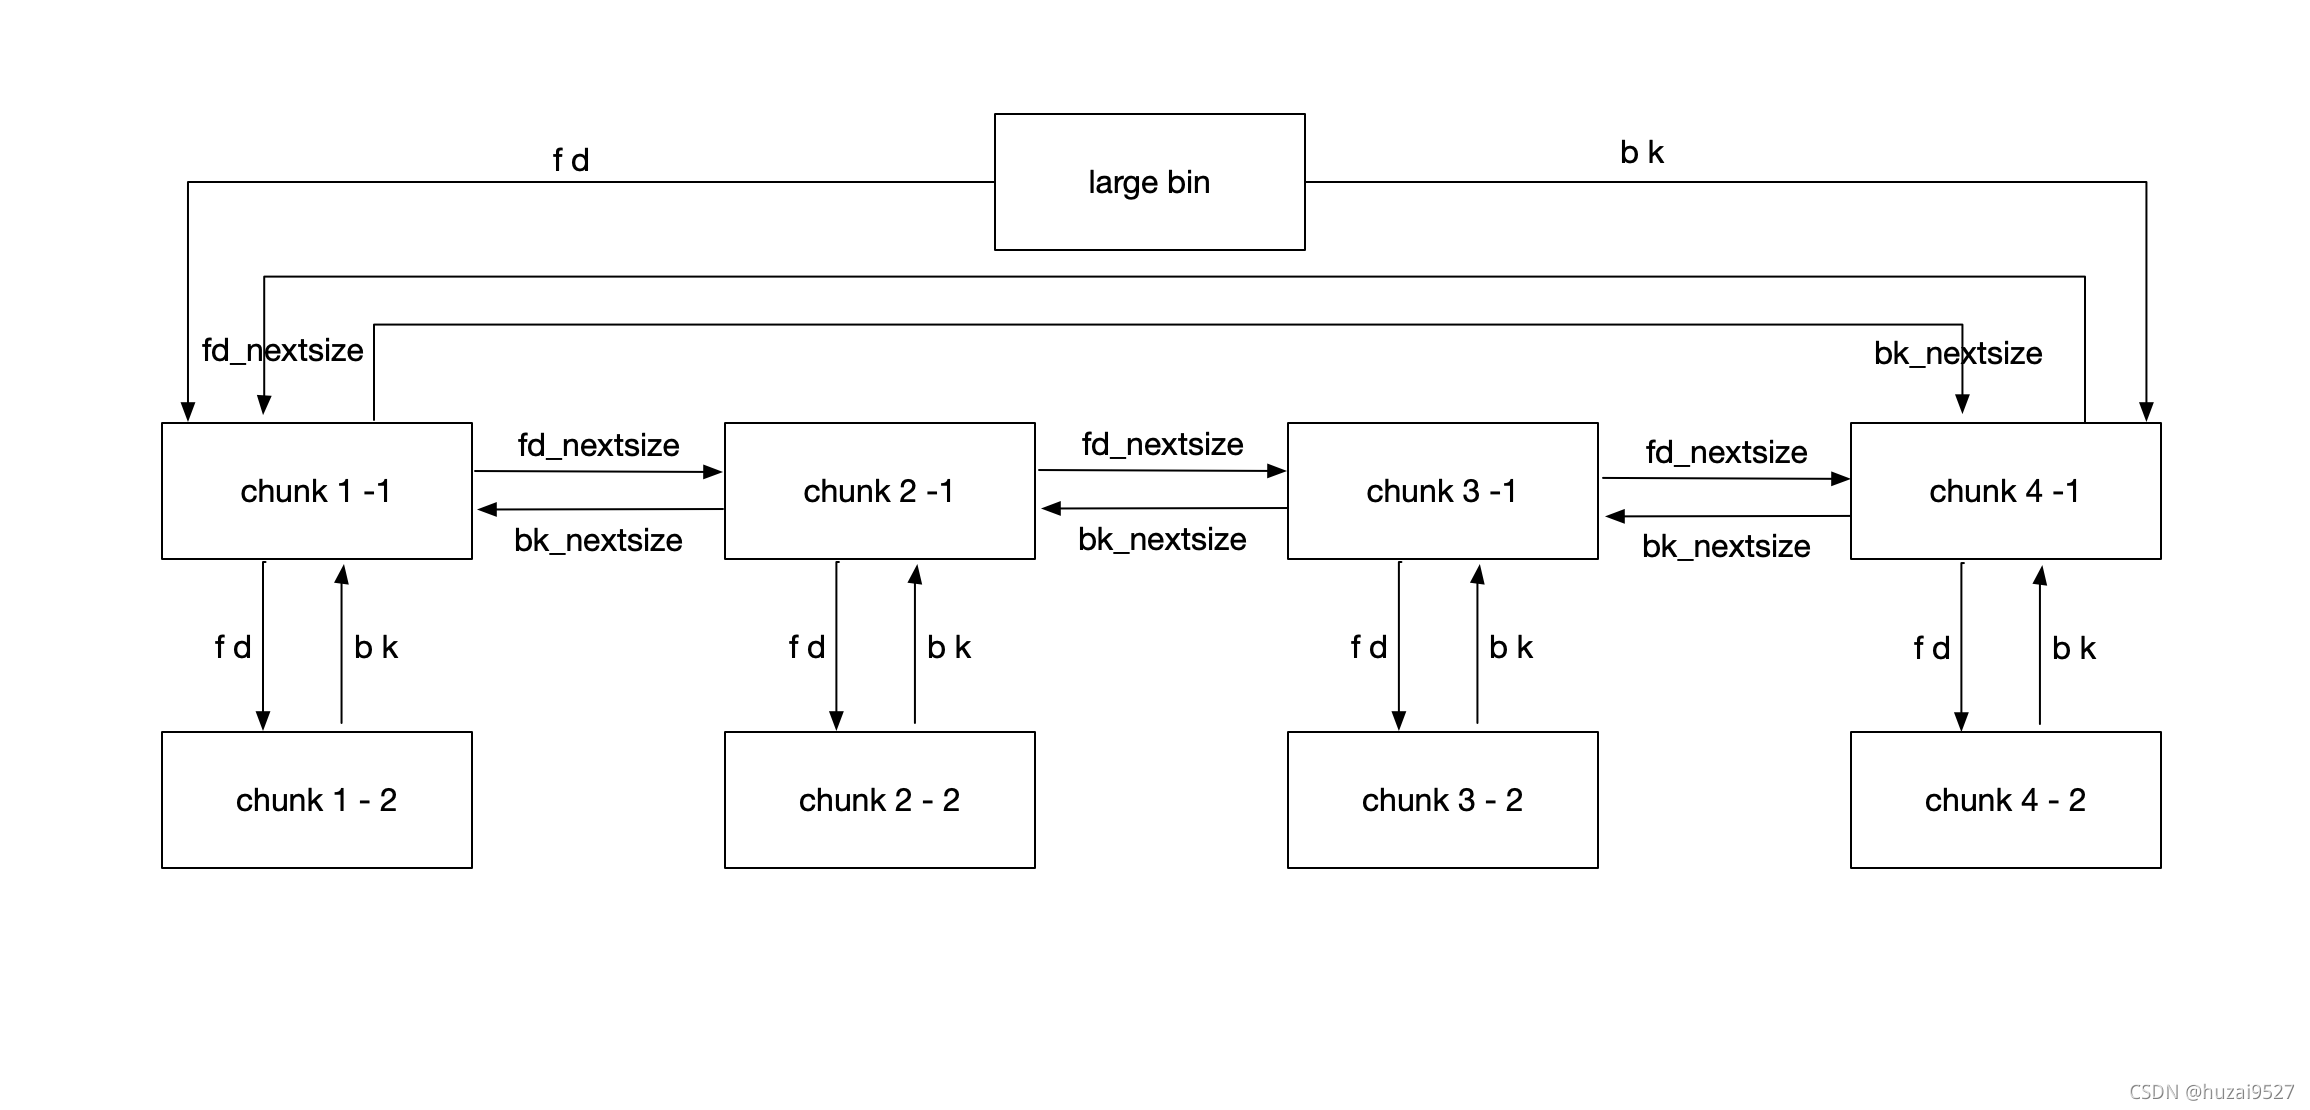 f d
b k
large bin
fd_nextsize
bk_nextsize
fd_nextsize
fd_nextsize
fd_nextsize
chunk 1 -1
chunk 2 -1
chunk 3 -1
chunk 4 -1
bk_nextsize
bk_nextsize
bk_nextsize
f d
b k
f d
b k
f d
b k
f d
b k
chunk 1 - 2
chunk 2 - 2
chunk 3 - 2
chunk 4 - 2
CSDN @huzai9527